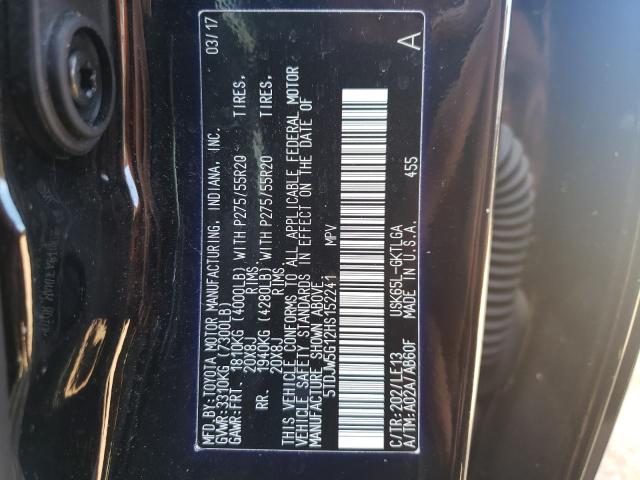 MFD. BY: TOYOTA MOTOR MANUFACTURING, INDIANA, INC. 03/17
GVWR: 3310KG (7300LB)
GAWR: FRT. 1810KG (4000LB) WITH P275/55R20 TIRES,
20X8J RIMS
RR. 1940KG (4280LB) WITH P275/55R20 TIRES,
20X8J RIMS
THIS VEHICLE CONFORMS TO ALL APPLICABLE FEDERAL MOTOR
VEHICLE SAFETY STANDARDS IN EFFECT ON THE DATE OF
MANUFACTURE SHOWN ABOVE.
5TDJW5G12HS152241 MPV A
C/TR: 202/LE13 USK65L-GKTLGA
A/TM: A02A/AB60F MADE IN U.S.A. 455